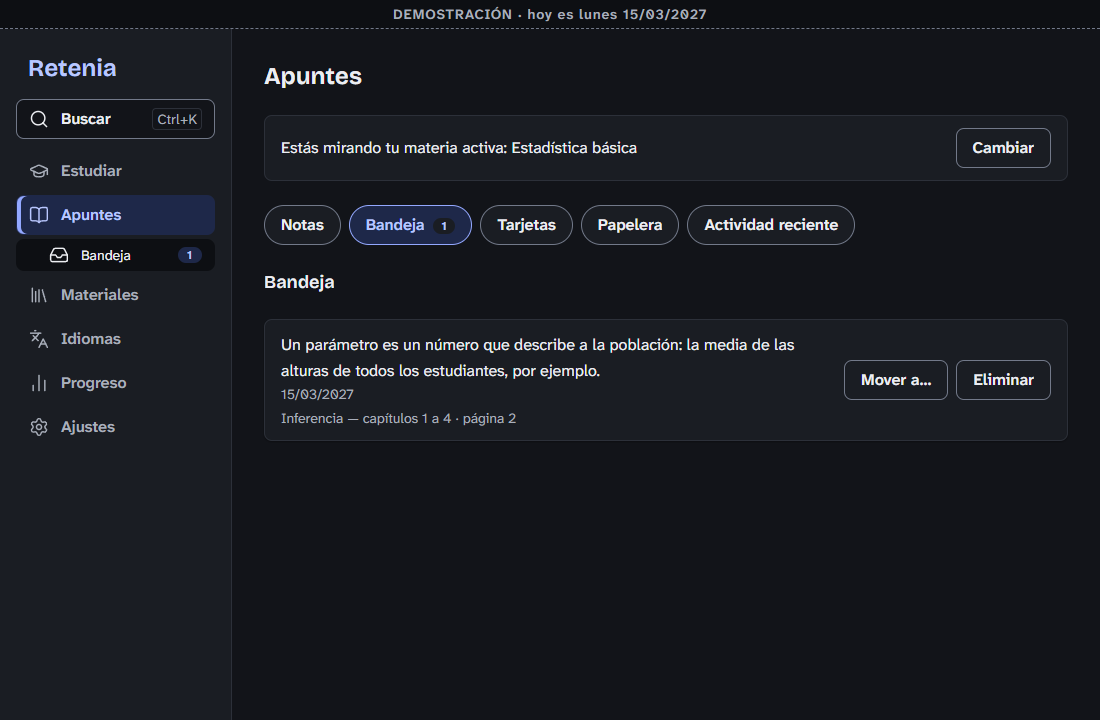 DEMOSTRACIÓN · hoy es lunes 15/03/2027
Retenia
Buscar Ctrl+K
Estudiar
Apuntes
Bandeja 1
Materiales
Idiomas
Progreso
Ajustes
Apuntes
Estás mirando tu materia activa: Estadística básica
Cambiar
Notas
Bandeja 1
Tarjetas
Papelera
Actividad reciente
Bandeja
Un parámetro es un número que describe a la población: la media de las
alturas de todos los estudiantes, por ejemplo.
15/03/2027
Inferencia — capítulos 1 a 4 · página 2
Mover a...
Eliminar